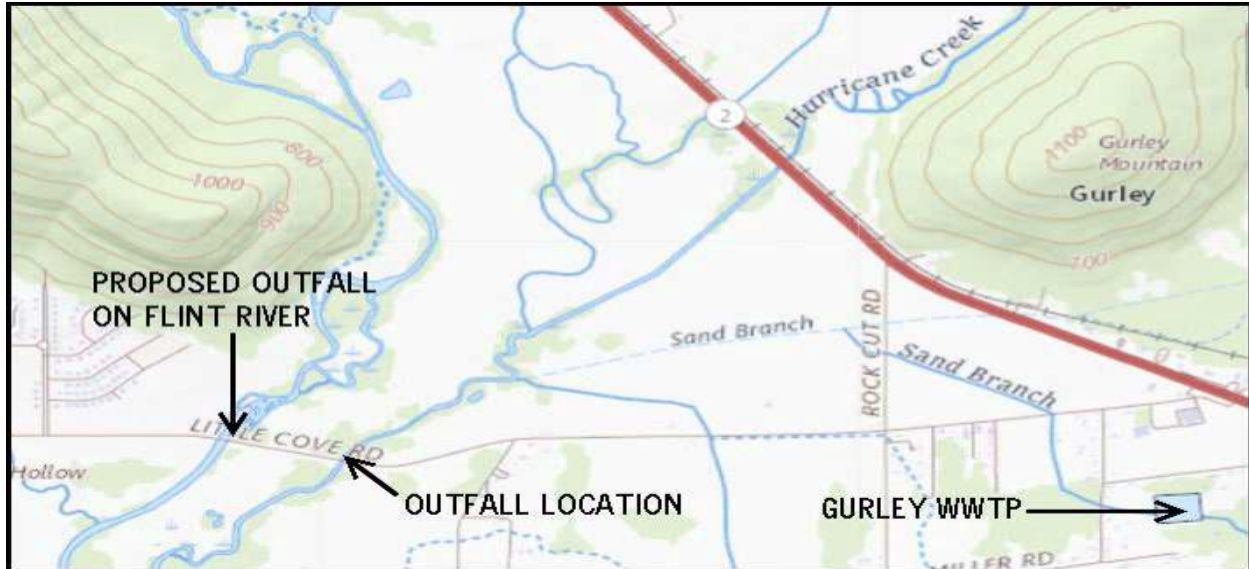 Hurricane Creek
2
1100
Gurley
Mountain
Gurley
800
1000
900
700
PROPOSED OUTFALL
ON FLINT RIVER
Sand Branch
ROCK CUT RD
Sand Branch
LITTLE COVE RD
Hollow
OUTFALL LOCATION
GURLEY WWTP
MILLER RD